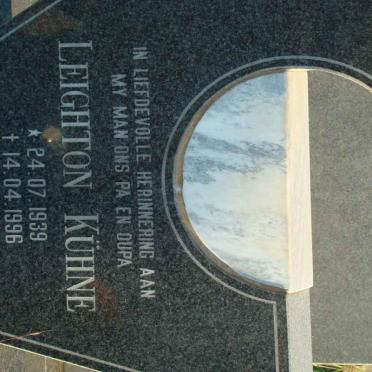 IN LIEFDEVOLLE HERINNERING AAN
MY MAN ONS PA EN OUPA
LEIGHTON KÜHNE
★ 24.07.1939
† 14.04.1996